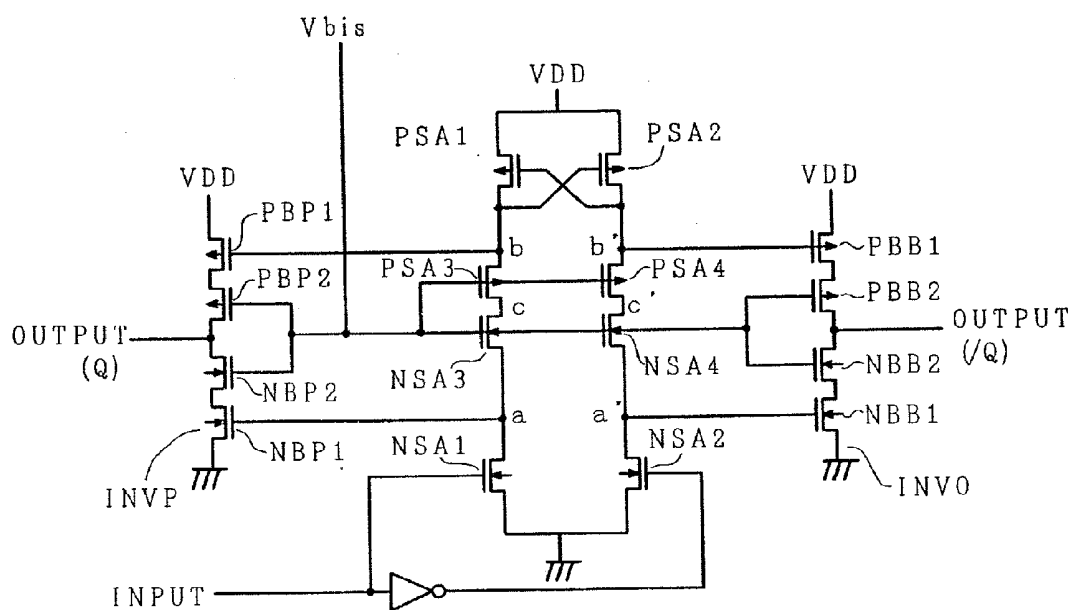 Vbis
VDD
PSA1
PSA2
VDD
VDD
PBP1
PBB1
b
b'
PSA3
PSA4
PBP2
PBB2
c
c'
OUTPUT
(Q)
OUTPUT
(/Q)
NSA3
NSA4
NBP2
NBB2
a
a'
NBP1
NSA1
NSA2
NBB1
INVP
INVO
INPUT